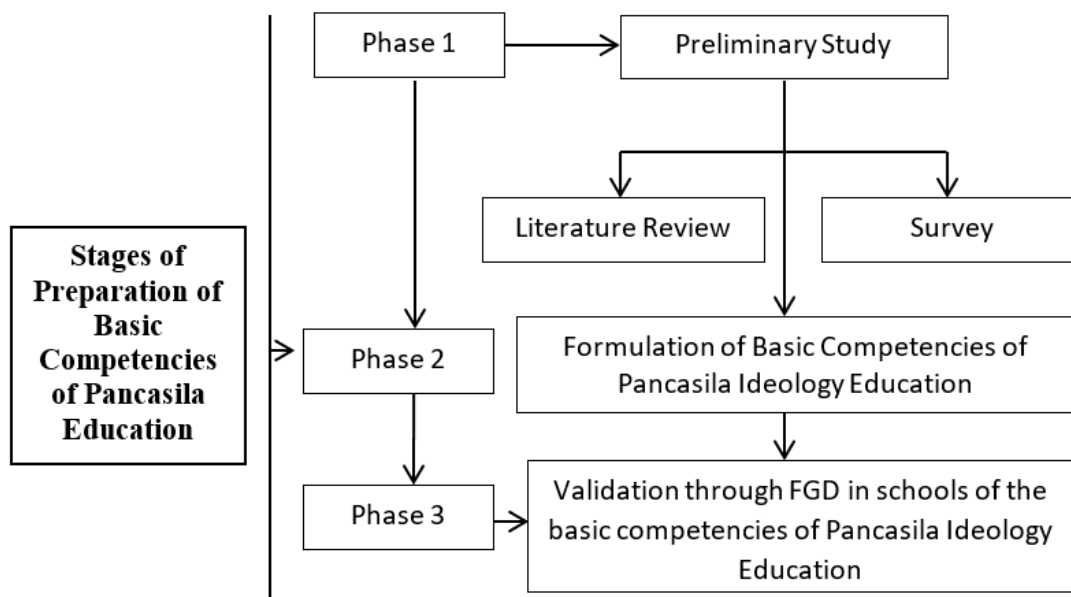 Stages of
Preparation of
Basic
Competencies
of Pancasila
Education
Phase 1
Preliminary Study
Literature Review
Survey
Phase 2
Formulation of Basic Competencies of
Pancasila Ideology Education
Phase 3
Validation through FGD in schools of the
basic competencies of Pancasila Ideology
Education